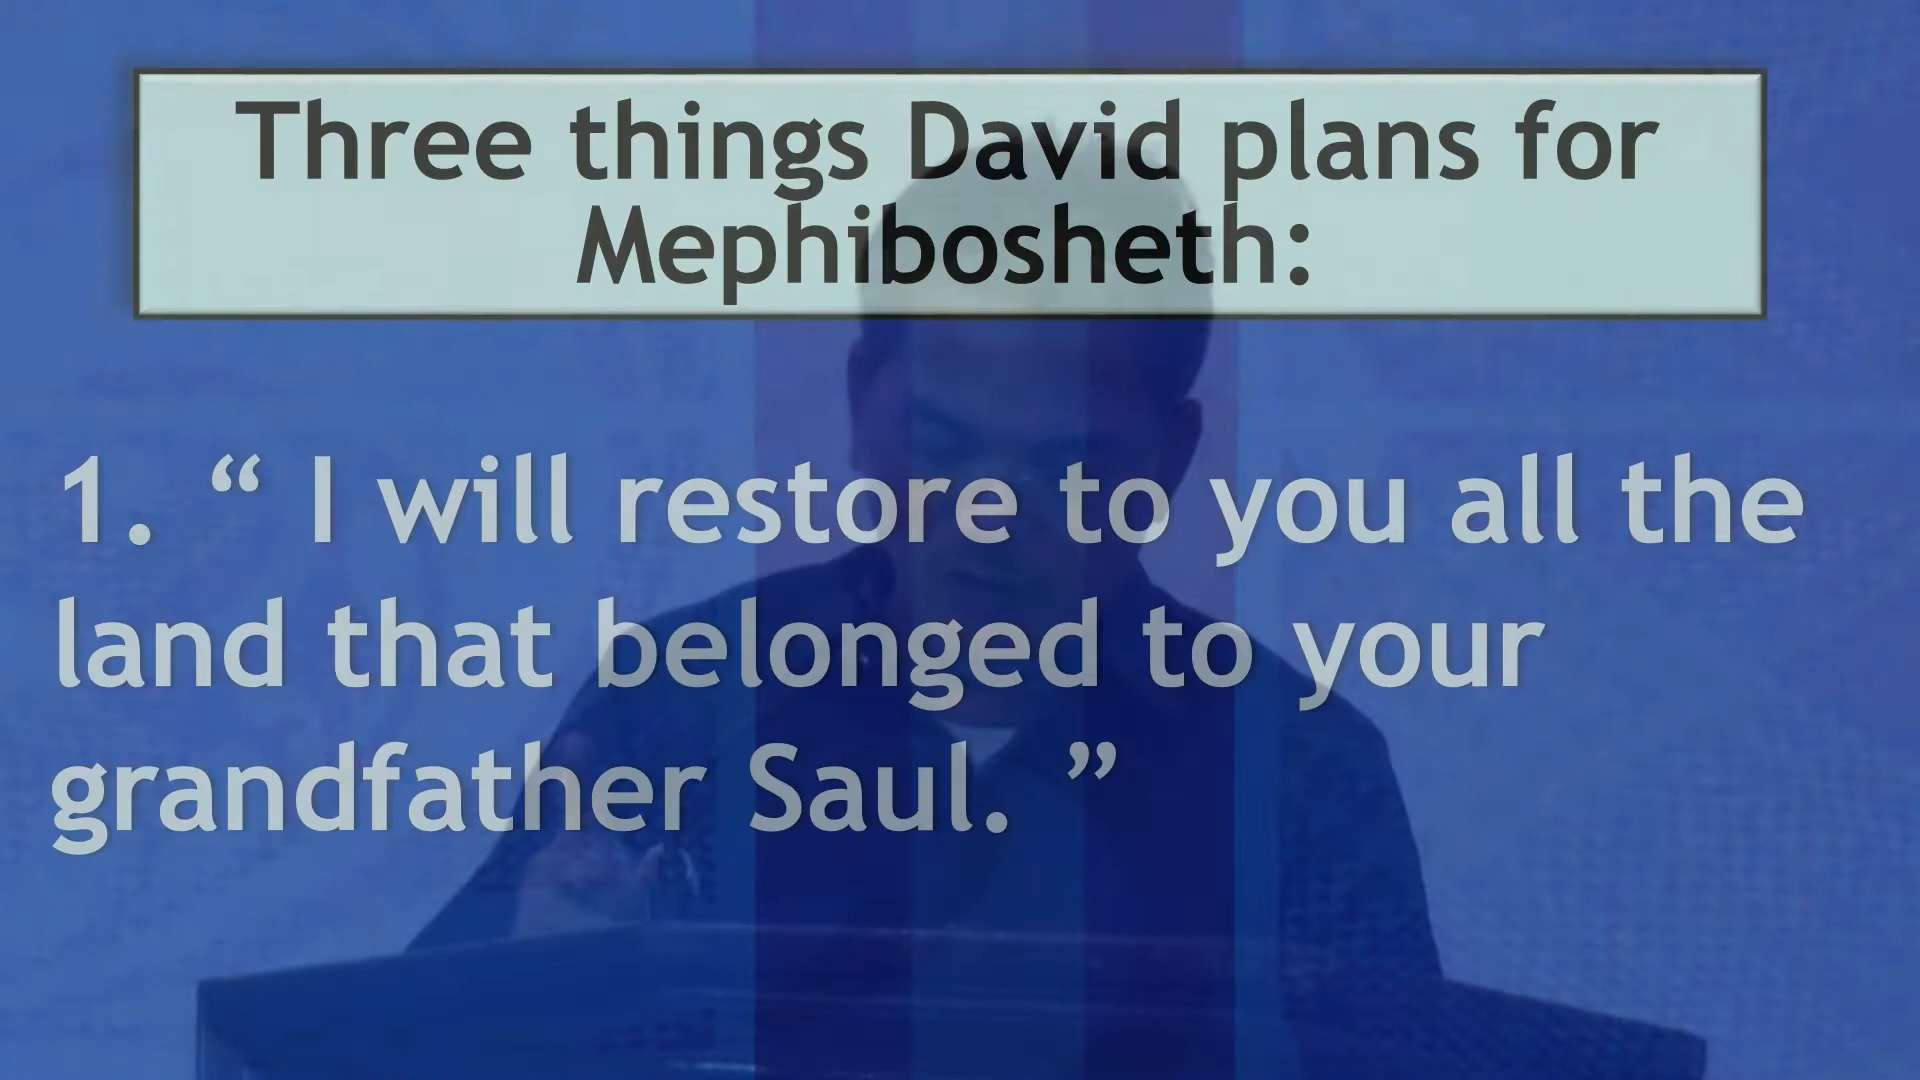 Three things David plans for
Mephibosheth:
1. “ I will restore to you all the
land that belonged to your
grandfather Saul. ”